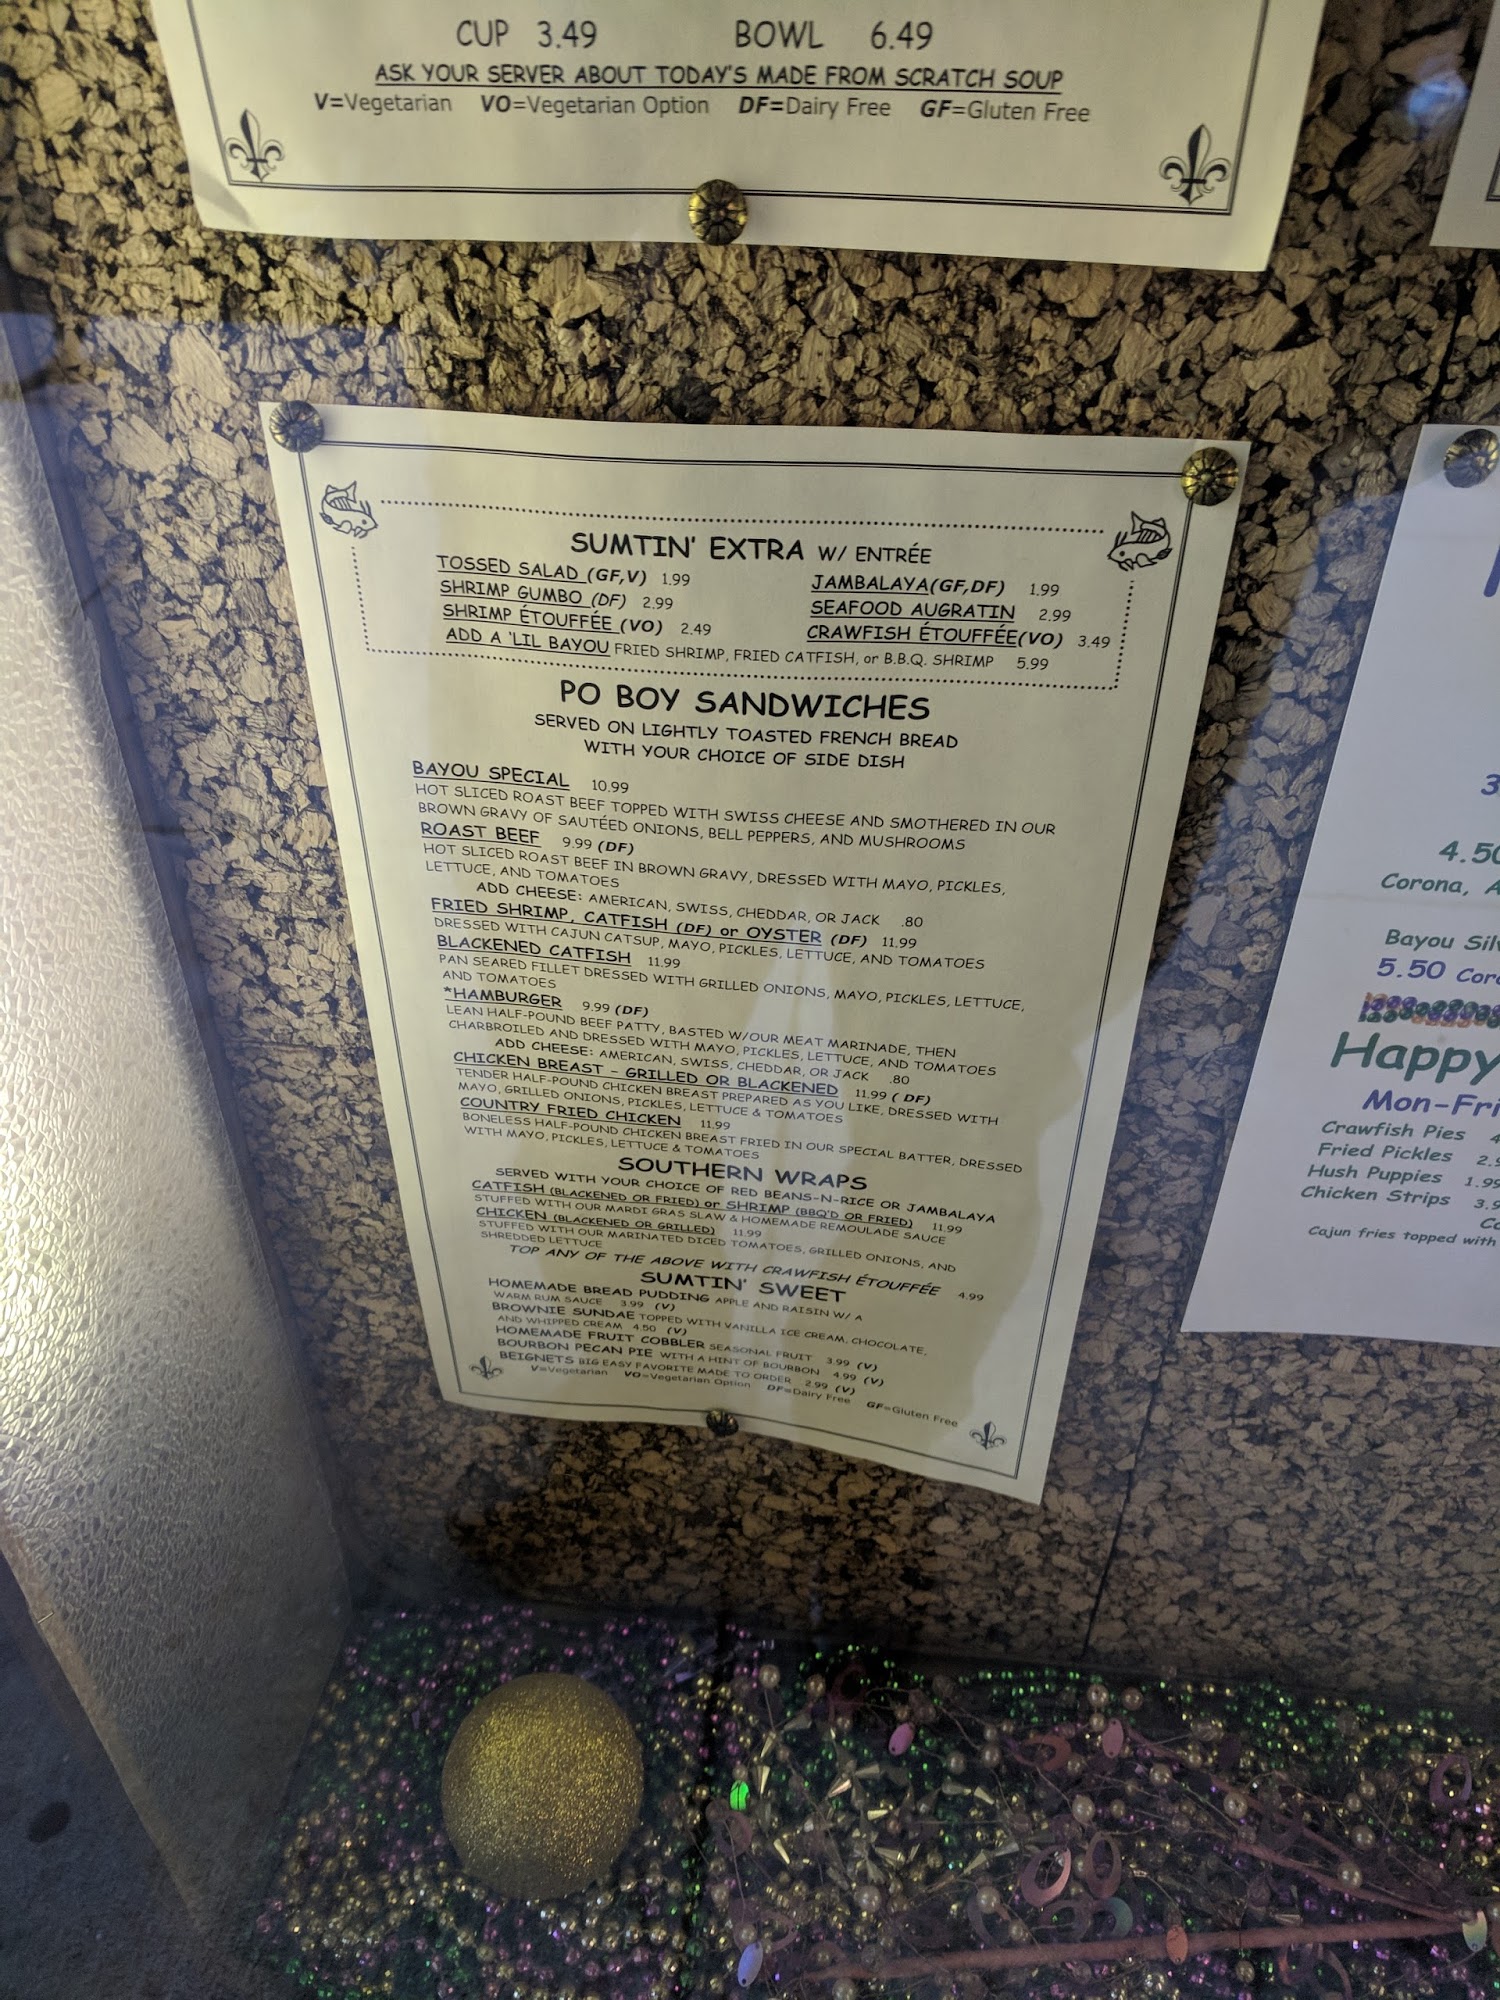 CUP 3.49 BOWL 6.49
ASK YOUR SERVER ABOUT TODAY'S MADE FROM SCRATCH SOUP
V=Vegetarian VO=Vegetarian Option DF=Dairy Free GF=Gluten Free
SUMTIN' EXTRA W/ ENTRÉE
TOSSED SALAD (GF,V) 1.99
JAMBALAYA(GF,DF) 1.99
SHRIMP GUMBO (DF) 2.99
SEAFOOD AUGRATIN 2.99
SHRIMP ÉTOUFFÉE (VO) 2.49
CRAWFISH ÉTOUFFÉE(VO) 3.49
ADD A 'LIL BAYOU FRIED SHRIMP, FRIED CATFISH, or B.B.Q. SHRIMP 5.99
PO BOY SANDWICHES
SERVED ON LIGHTLY TOASTED FRENCH BREAD
WITH YOUR CHOICE OF SIDE DISH
BAYOU SPECIAL 10.99
HOT SLICED ROAST BEEF TOPPED WITH SWISS CHEESE AND SMOTHERED IN OUR
BROWN GRAVY OF SAUTÉED ONIONS, BELL PEPPERS, AND MUSHROOMS
ROAST BEEF 9.99 (DF)
HOT SLICED ROAST BEEF IN BROWN GRAVY, DRESSED WITH MAYO, PICKLES,
LETTUCE, AND TOMATOES
ADD CHEESE: AMERICAN, SWISS, CHEDDAR, OR JACK .80
FRIED SHRIMP, CATFISH (DF) or OYSTER (DF) 11.99
DRESSED WITH CAJUN CATSUP, MAYO, PICKLES, LETTUCE, AND TOMATOES
BLACKENED CATFISH 11.99
PAN SEARED FILLET DRESSED WITH GRILLED ONIONS, MAYO, PICKLES, LETTUCE,
AND TOMATOES
*HAMBURGER 9.99 (DF)
LEAN HALF-POUND BEEF PATTY, BASTED W/OUR MEAT MARINADE, THEN
CHARBROILED AND DRESSED WITH MAYO, PICKLES, LETTUCE, AND TOMATOES
ADD CHEESE: AMERICAN, SWISS, CHEDDAR, OR JACK .80
CHICKEN BREAST - GRILLED OR BLACKENED 11.99 ( DF)
TENDER HALF-POUND CHICKEN BREAST PREPARED AS YOU LIKE, DRESSED WITH
MAYO, GRILLED ONIONS, PICKLES, LETTUCE & TOMATOES
COUNTRY FRIED CHICKEN 11.99
BONELESS HALF-POUND CHICKEN BREAST FRIED IN OUR SPECIAL BATTER, DRESSED
WITH MAYO, PICKLES, LETTUCE & TOMATOES
SOUTHERN WRAPS
SERVED WITH YOUR CHOICE OF RED BEANS-N-RICE OR JAMBALAYA
CATFISH (BLACKENED OR FRIED) or SHRIMP (BBQ'D OR FRIED) 11.99
STUFFED WITH OUR MARDI GRAS SLAW & HOMEMADE REMOULADE SAUCE
CHICKEN (BLACKENED OR GRILLED) 11.99
STUFFED WITH OUR MARINATED DICED TOMATOES, GRILLED ONIONS, AND
SHREDDED LETTUCE
TOP ANY OF THE ABOVE WITH CRAWFISH ÉTOUFFÉE 4.99
SUMTIN' SWEET
HOMEMADE BREAD PUDDING APPLE AND RAISIN W/ A
WARM RUM SAUCE 3.99 (V)
BROWNIE SUNDAE TOPPED WITH VANILLA ICE CREAM, CHOCOLATE,
AND WHIPPED CREAM 4.50 (V)
HOMEMADE FRUIT COBBLER SEASONAL FRUIT 3.99 (V)
BOURBON PECAN PIE WITH A HINT OF BOURBON 4.99 (V)
BEIGNETS BIG EASY FAVORITE MADE TO ORDER 2.99 (V)
V=Vegetarian VO=Vegetarian Option DF=Dairy Free GF=Gluten Free
4.50
Corona,
Bayou
5.50
Happy
Mon-Fri
Crawfish Pies
Fried Pickles
Hush Puppies 1.99
Chicken Strips
Cajun fries topped with